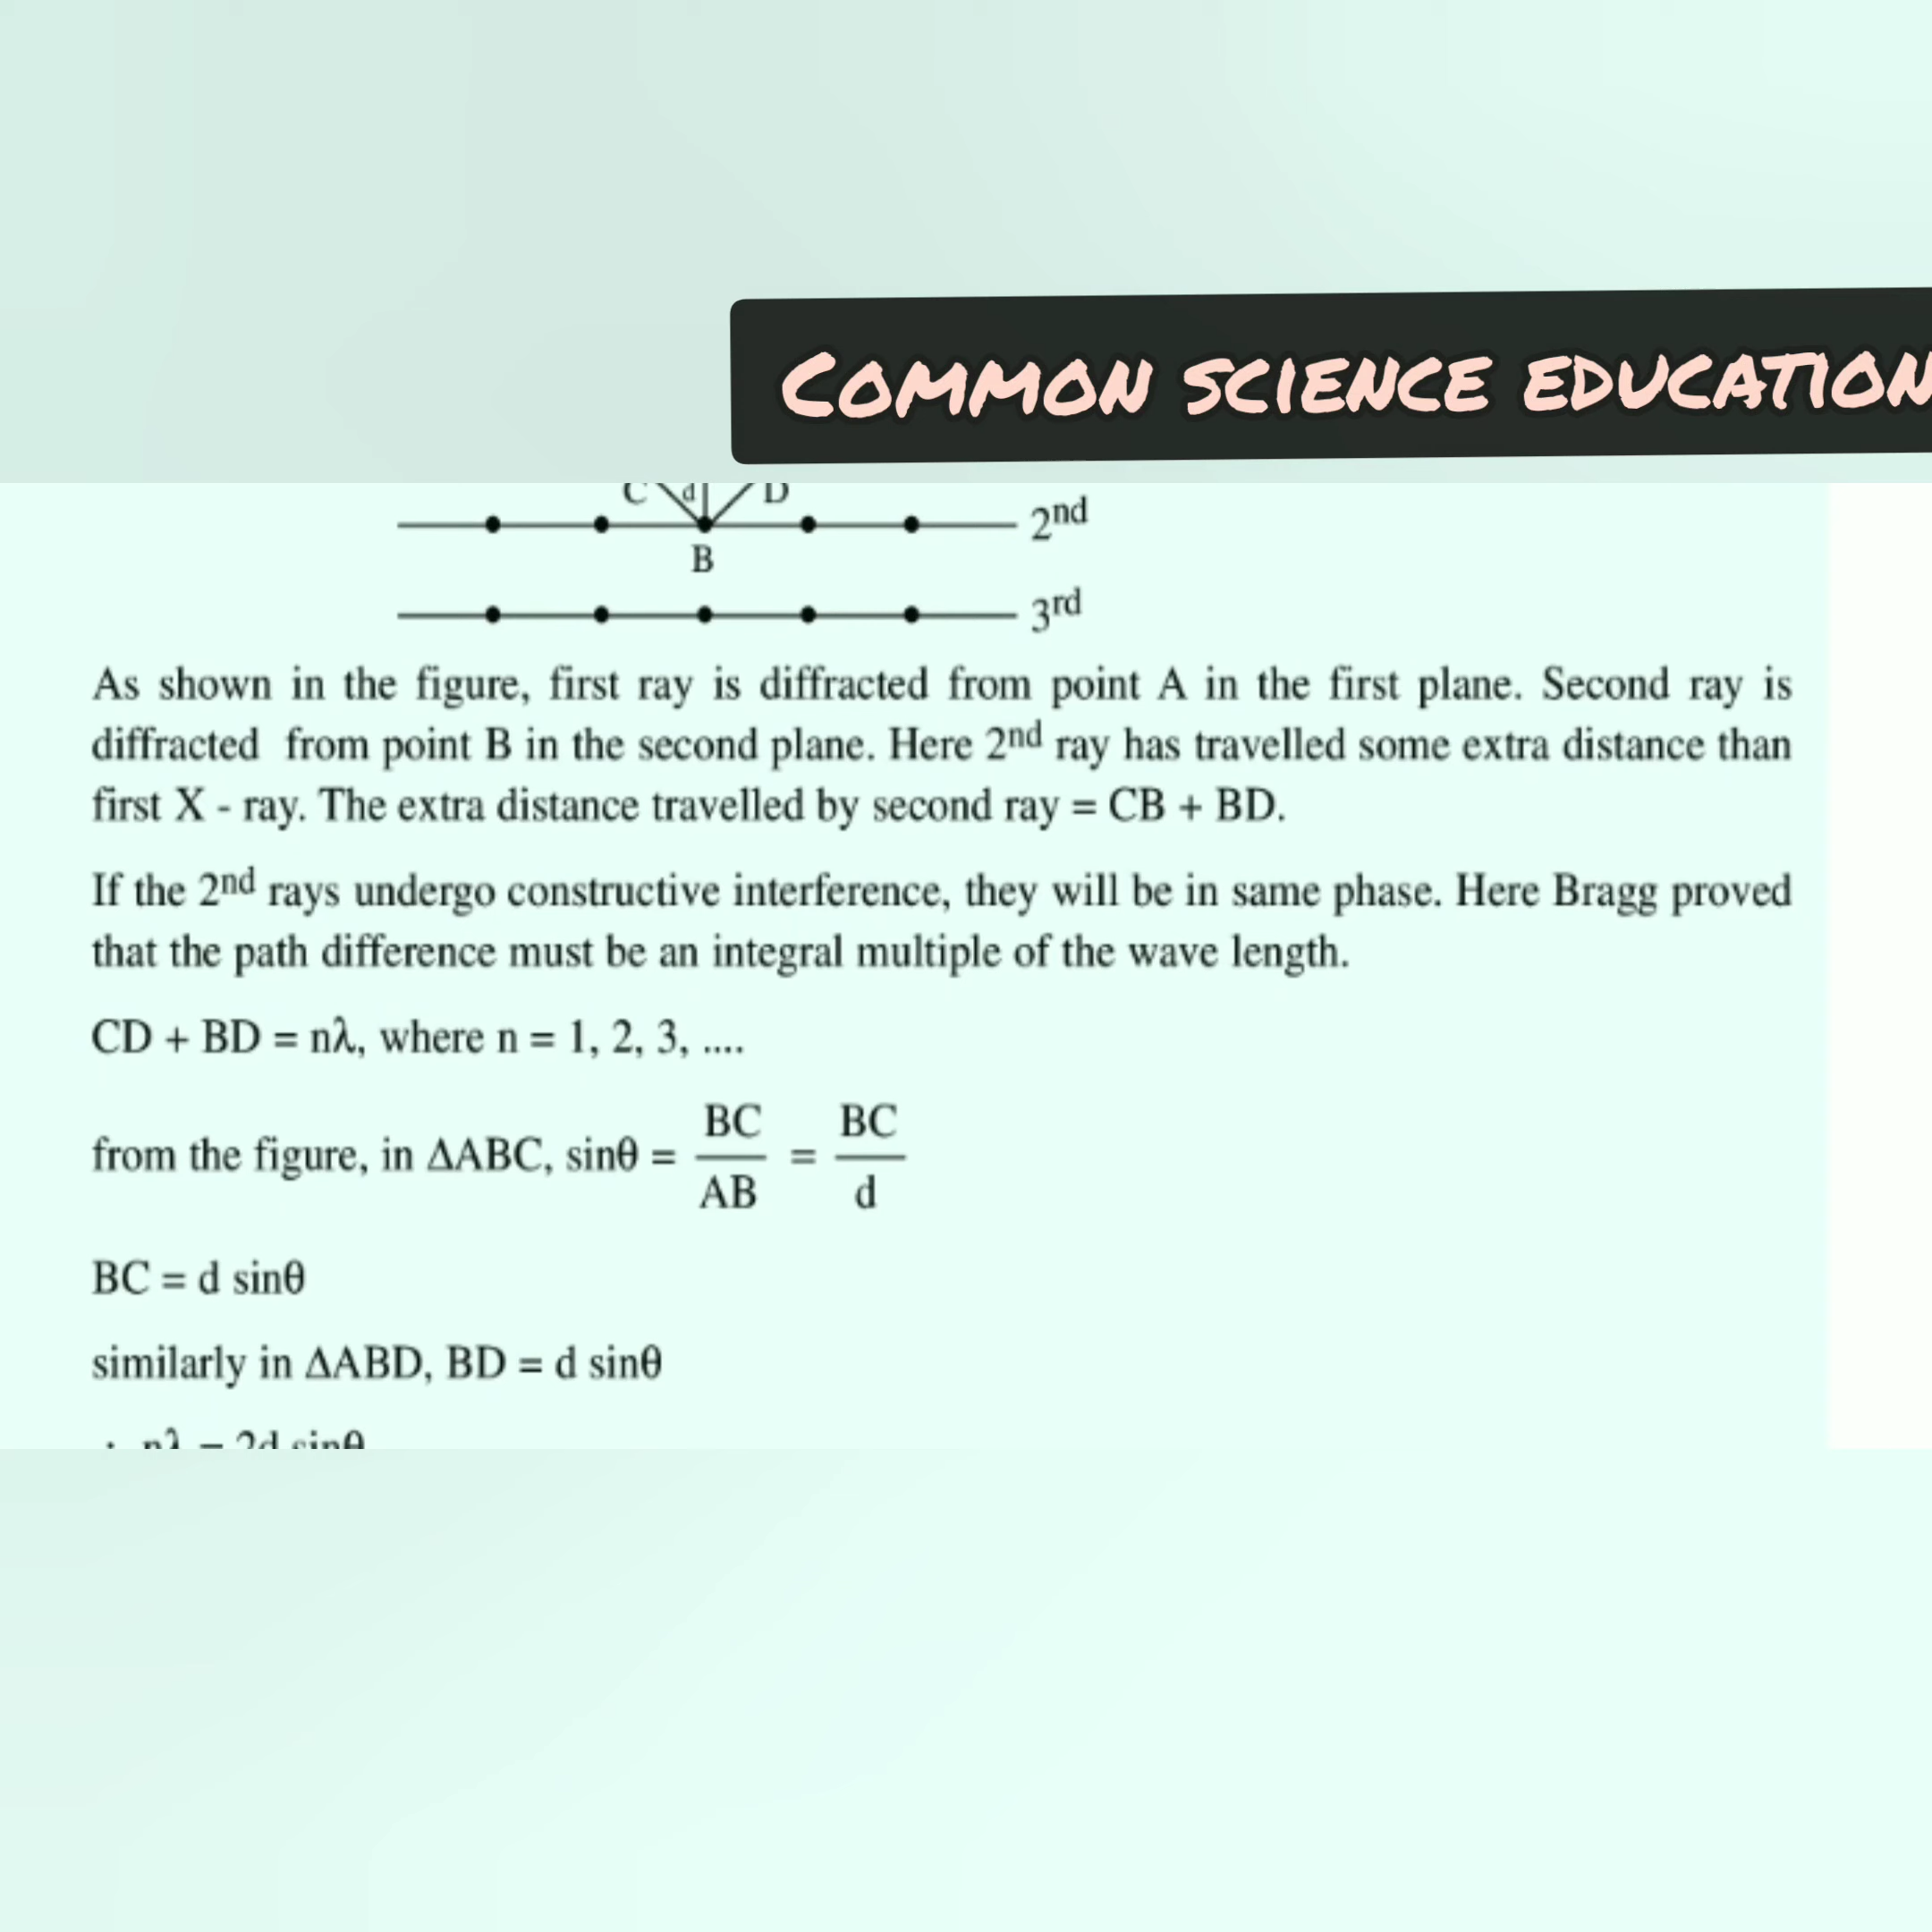 COMMON SCIENCE EDUCATION
C d D
2nd
B
3rd
As shown in the figure, first ray is diffracted from point A in the first plane. Second ray is
diffracted from point B in the second plane. Here 2nd ray has travelled some extra distance than
first X - ray. The extra distance travelled by second ray = CB + BD.
If the 2nd rays undergo constructive interference, they will be in same phase. Here Bragg proved
that the path difference must be an integral multiple of the wave length.
CD + BD = nλ, where n = 1, 2, 3, ....
from the figure, in ΔABC, sinθ = BC/AB = BC/d
BC = d sinθ
similarly in ΔABD, BD = d sinθ
∴ nλ = 2d sinθ